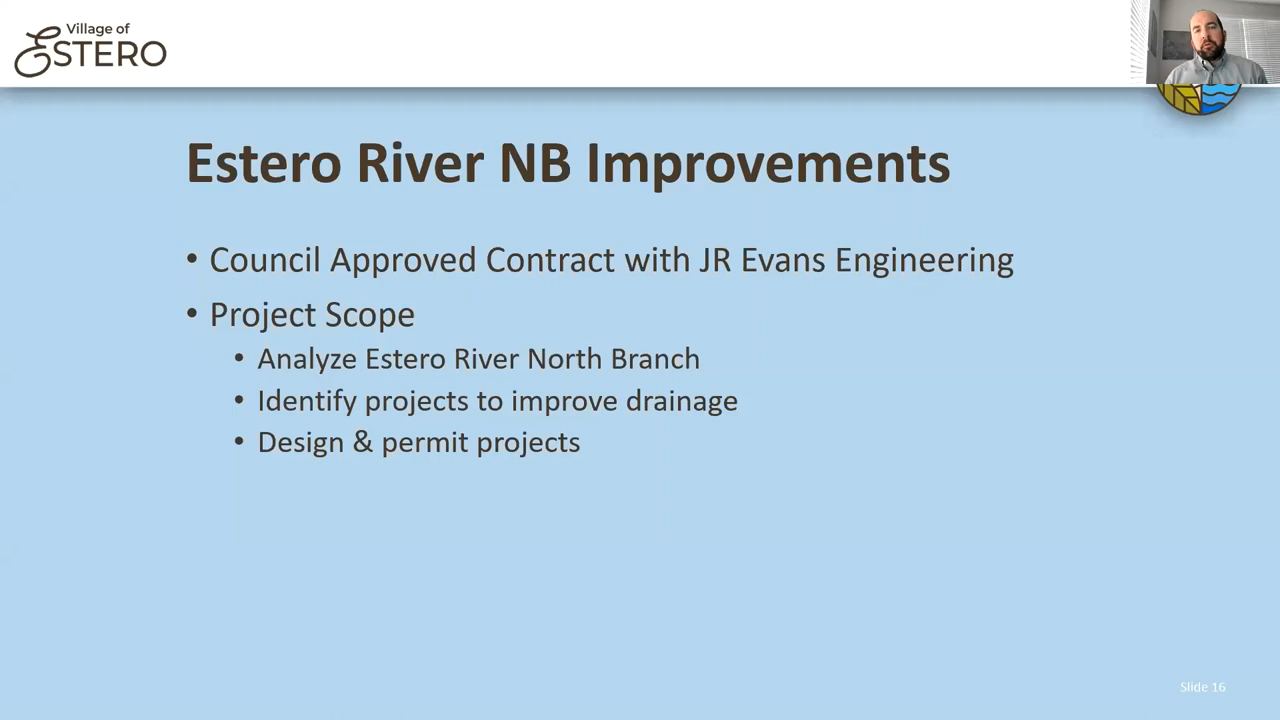 Village of
ESTERO
Estero River NB Improvements
• Council Approved Contract with JR Evans Engineering
• Project Scope
• Analyze Estero River North Branch
• Identify projects to improve drainage
• Design & permit projects
Slide 16